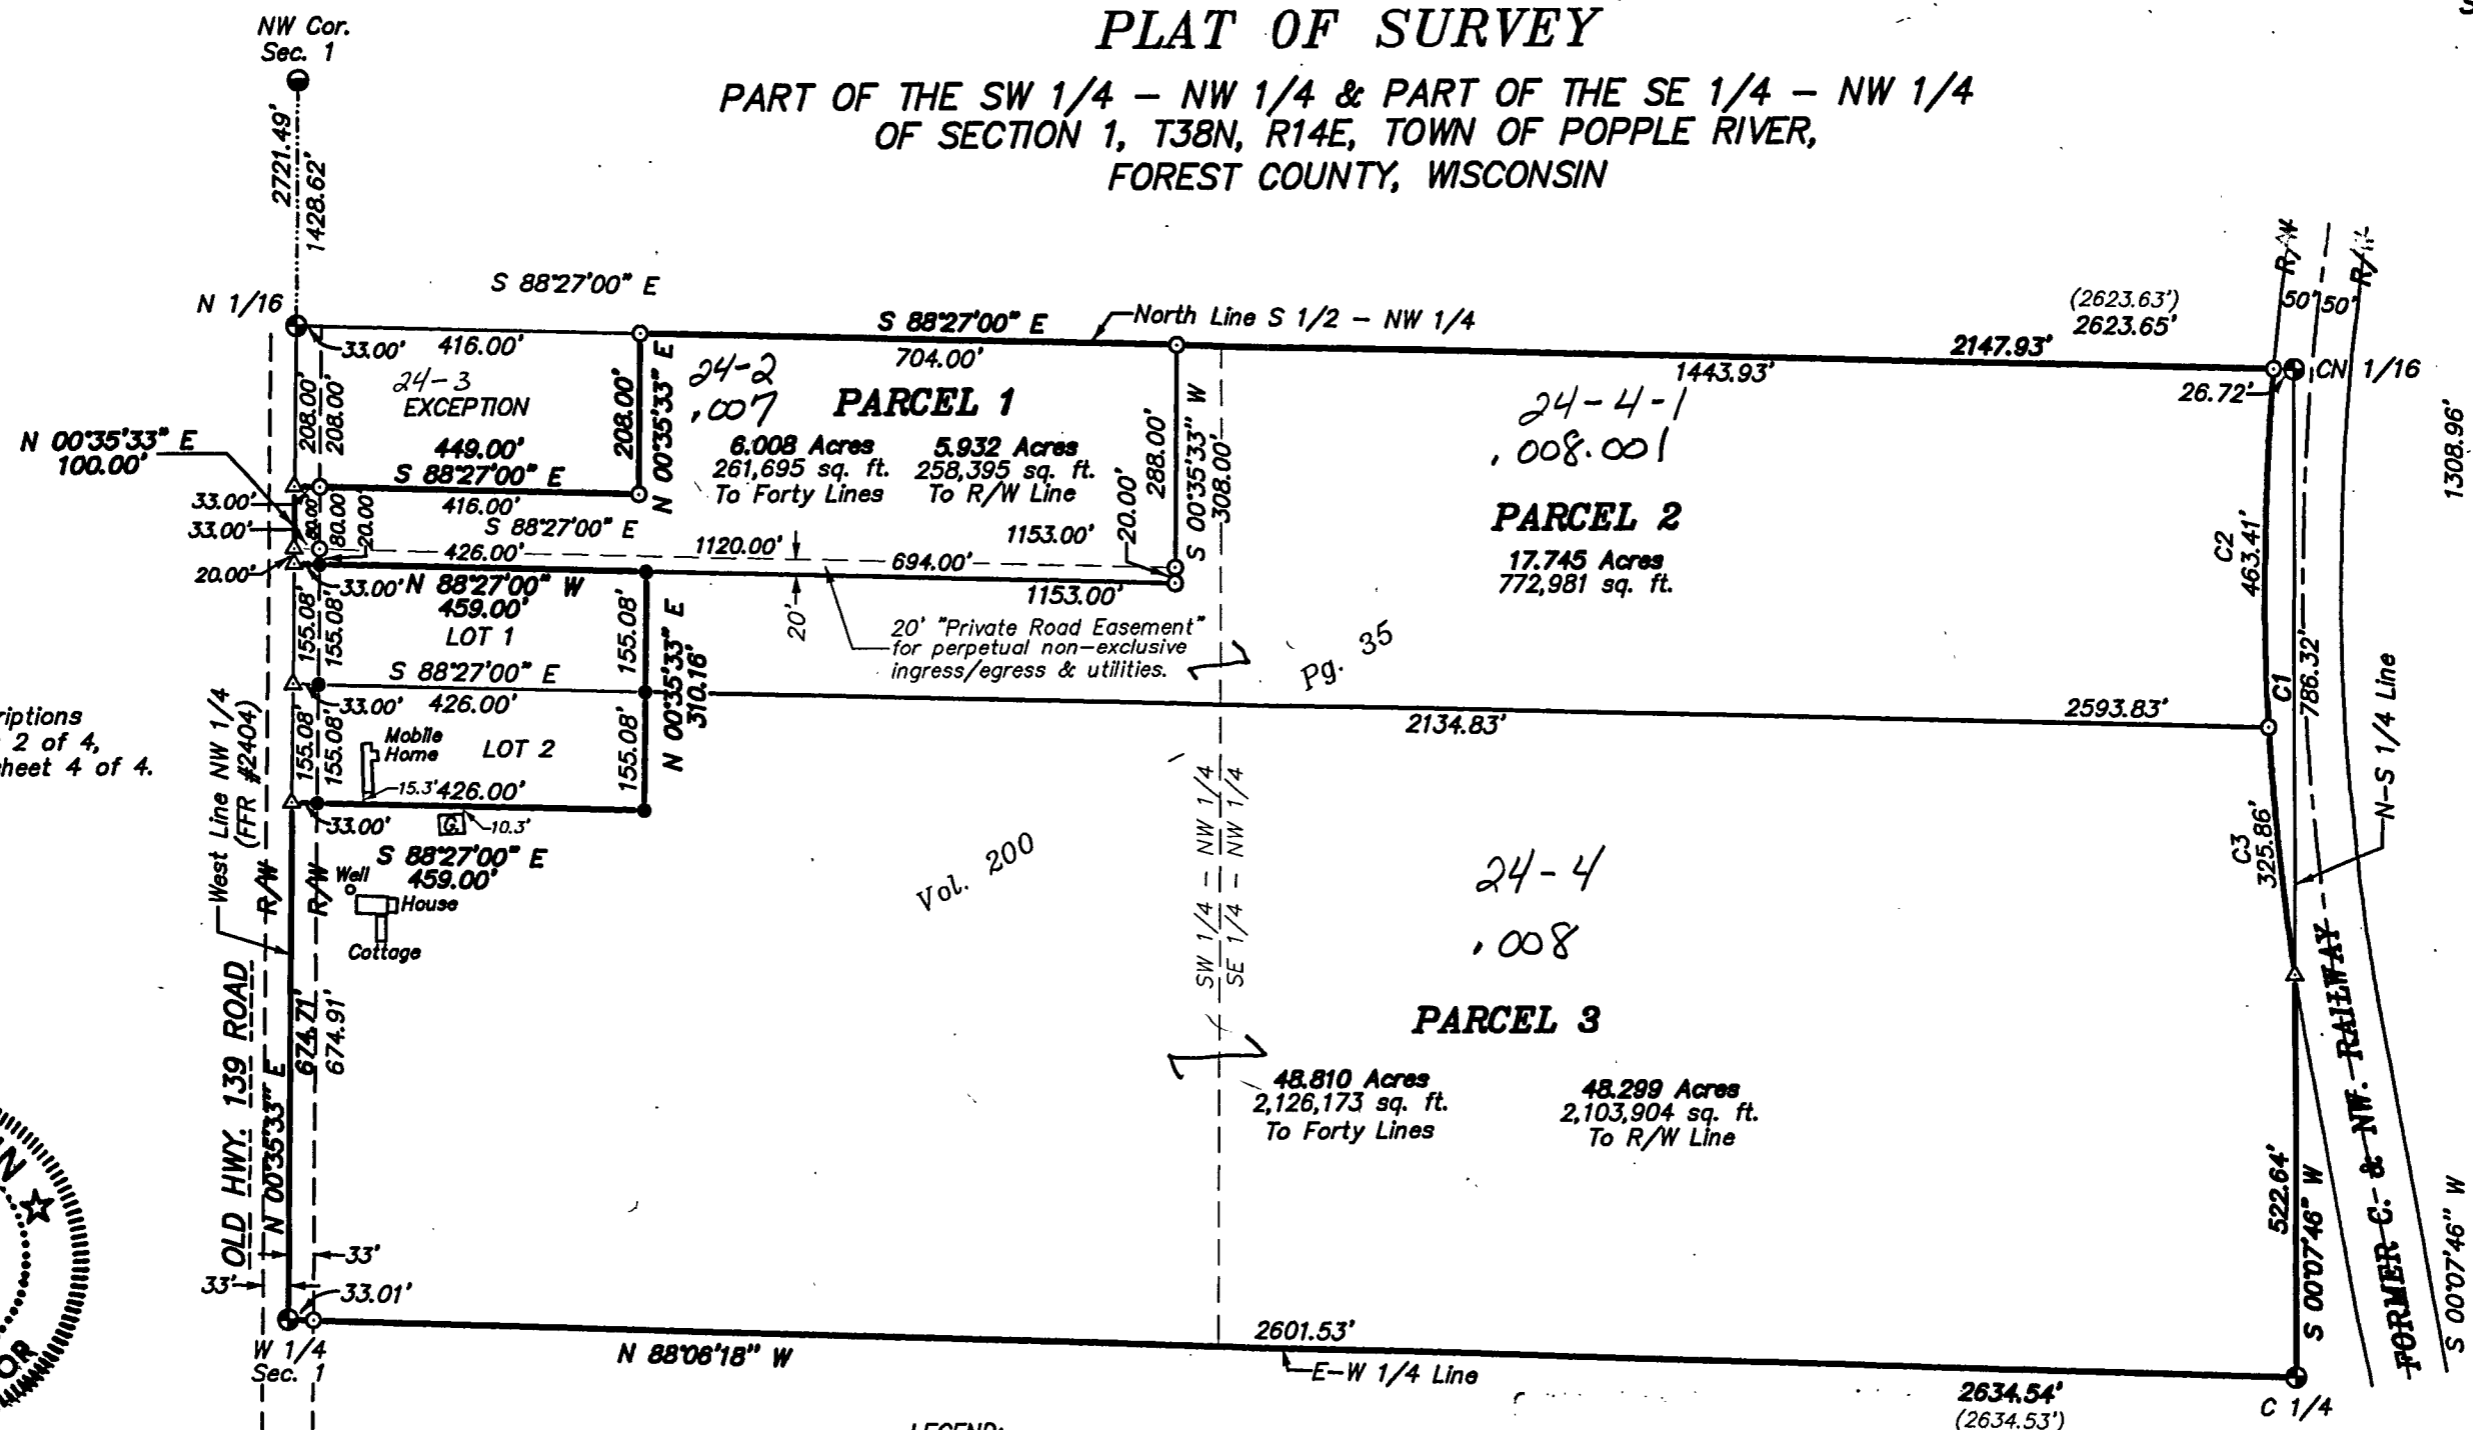 PLAT OF SURVEY
PART OF THE SW 1/4 – NW 1/4 & PART OF THE SE 1/4 – NW 1/4
OF SECTION 1, T38N, R14E, TOWN OF POPPLE RIVER,
FOREST COUNTY, WISCONSIN
NW Cor.
Sec. 1
2721.49'
1428.62'
N 1/16
S 88°27'00" E
S 88°27'00" E
North Line S 1/2 – NW 1/4
(2623.63')
2623.65'
2147.93'
R/W
R/W
50'
50'
33.00'
416.00'
704.00'
1443.93'
26.72'
CN 1/16
24-3
EXCEPTION
208.00'
208.00'
208.00'
N 00°35'33" E
24-2
.007
PARCEL 1
6.008 Acres
261,695 sq. ft.
To Forty Lines
5.932 Acres
258,395 sq. ft.
To R/W Line
288.00'
S 00°35'33" W
308.00'
20.00'
24-4-1
.008.001
PARCEL 2
17.745 Acres
772,981 sq. ft.
1308.96'
N 00°35'33" E
100.00'
449.00'
S 88°27'00" E
416.00'
S 88°27'00" E
33.00'
33.00'
80.00'
80.00'
20.00'
20.00'
426.00'
1120.00'
1153.00'
694.00'
1153.00'
33.00'
N 88°27'00" W
459.00'
LOT 1
155.08'
155.08'
155.08'
20'
20' "Private Road Easement"
for perpetual non-exclusive
ingress/egress & utilities.
Pg. 35
C2
463.41'
C1
786.32'
N-S 1/4 Line
N 00°35'33" E
310.16'
S 88°27'00" E
33.00'
426.00'
2134.83'
2593.83'
riptions
2 of 4,
heet 4 of 4.
West Line NW 1/4
(FFR #2404)
155.08'
155.08'
155.08'
Mobile
Home
LOT 2
15.3'
426.00'
33.00'
G.
10.3'
S 88°27'00" E
459.00'
R/W
R/W
Well
House
Cottage
Vol. 200
SW 1/4 – NW 1/4
SE 1/4 – NW 1/4
24-4
.008
C3
325.86'
PARCEL 3
48.810 Acres
2,126,173 sq. ft.
To Forty Lines
48.299 Acres
2,103,904 sq. ft.
To R/W Line
OLD HWY. 139 ROAD
N 00°35'33" E
674.71'
674.91'
33'
33'
33.01'
W 1/4
Sec. 1
N 88°06'18" W
2601.53'
E-W 1/4 Line
2634.54'
(2634.53')
C 1/4
522.64'
S 00°07'46" W
FORMER C. & NW. RAILWAY
S 00°07'46" W
N
OR
LEGEND: